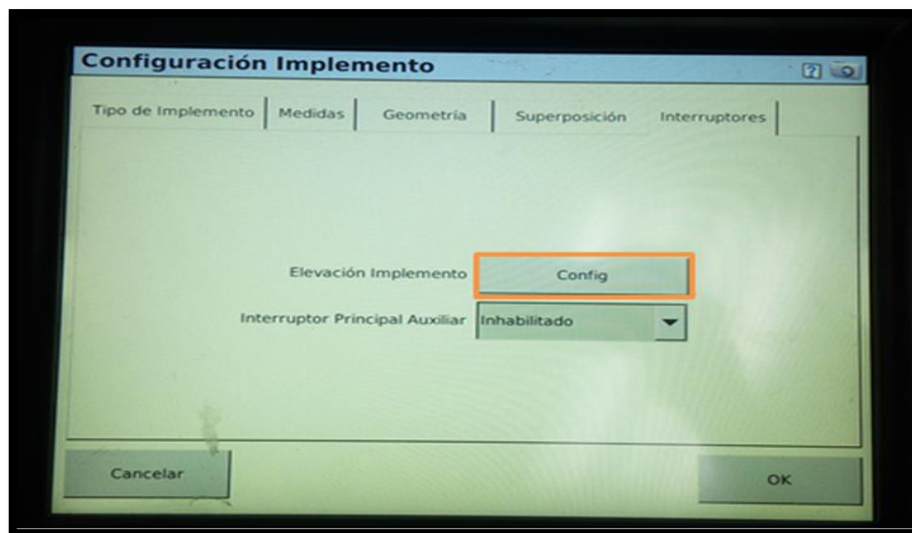 Configuración Implemento
?
Tipo de Implemento Medidas Geometría Superposición Interruptores
Elevación Implemento Config
Interruptor Principal Auxiliar Inhabilitado
Cancelar OK